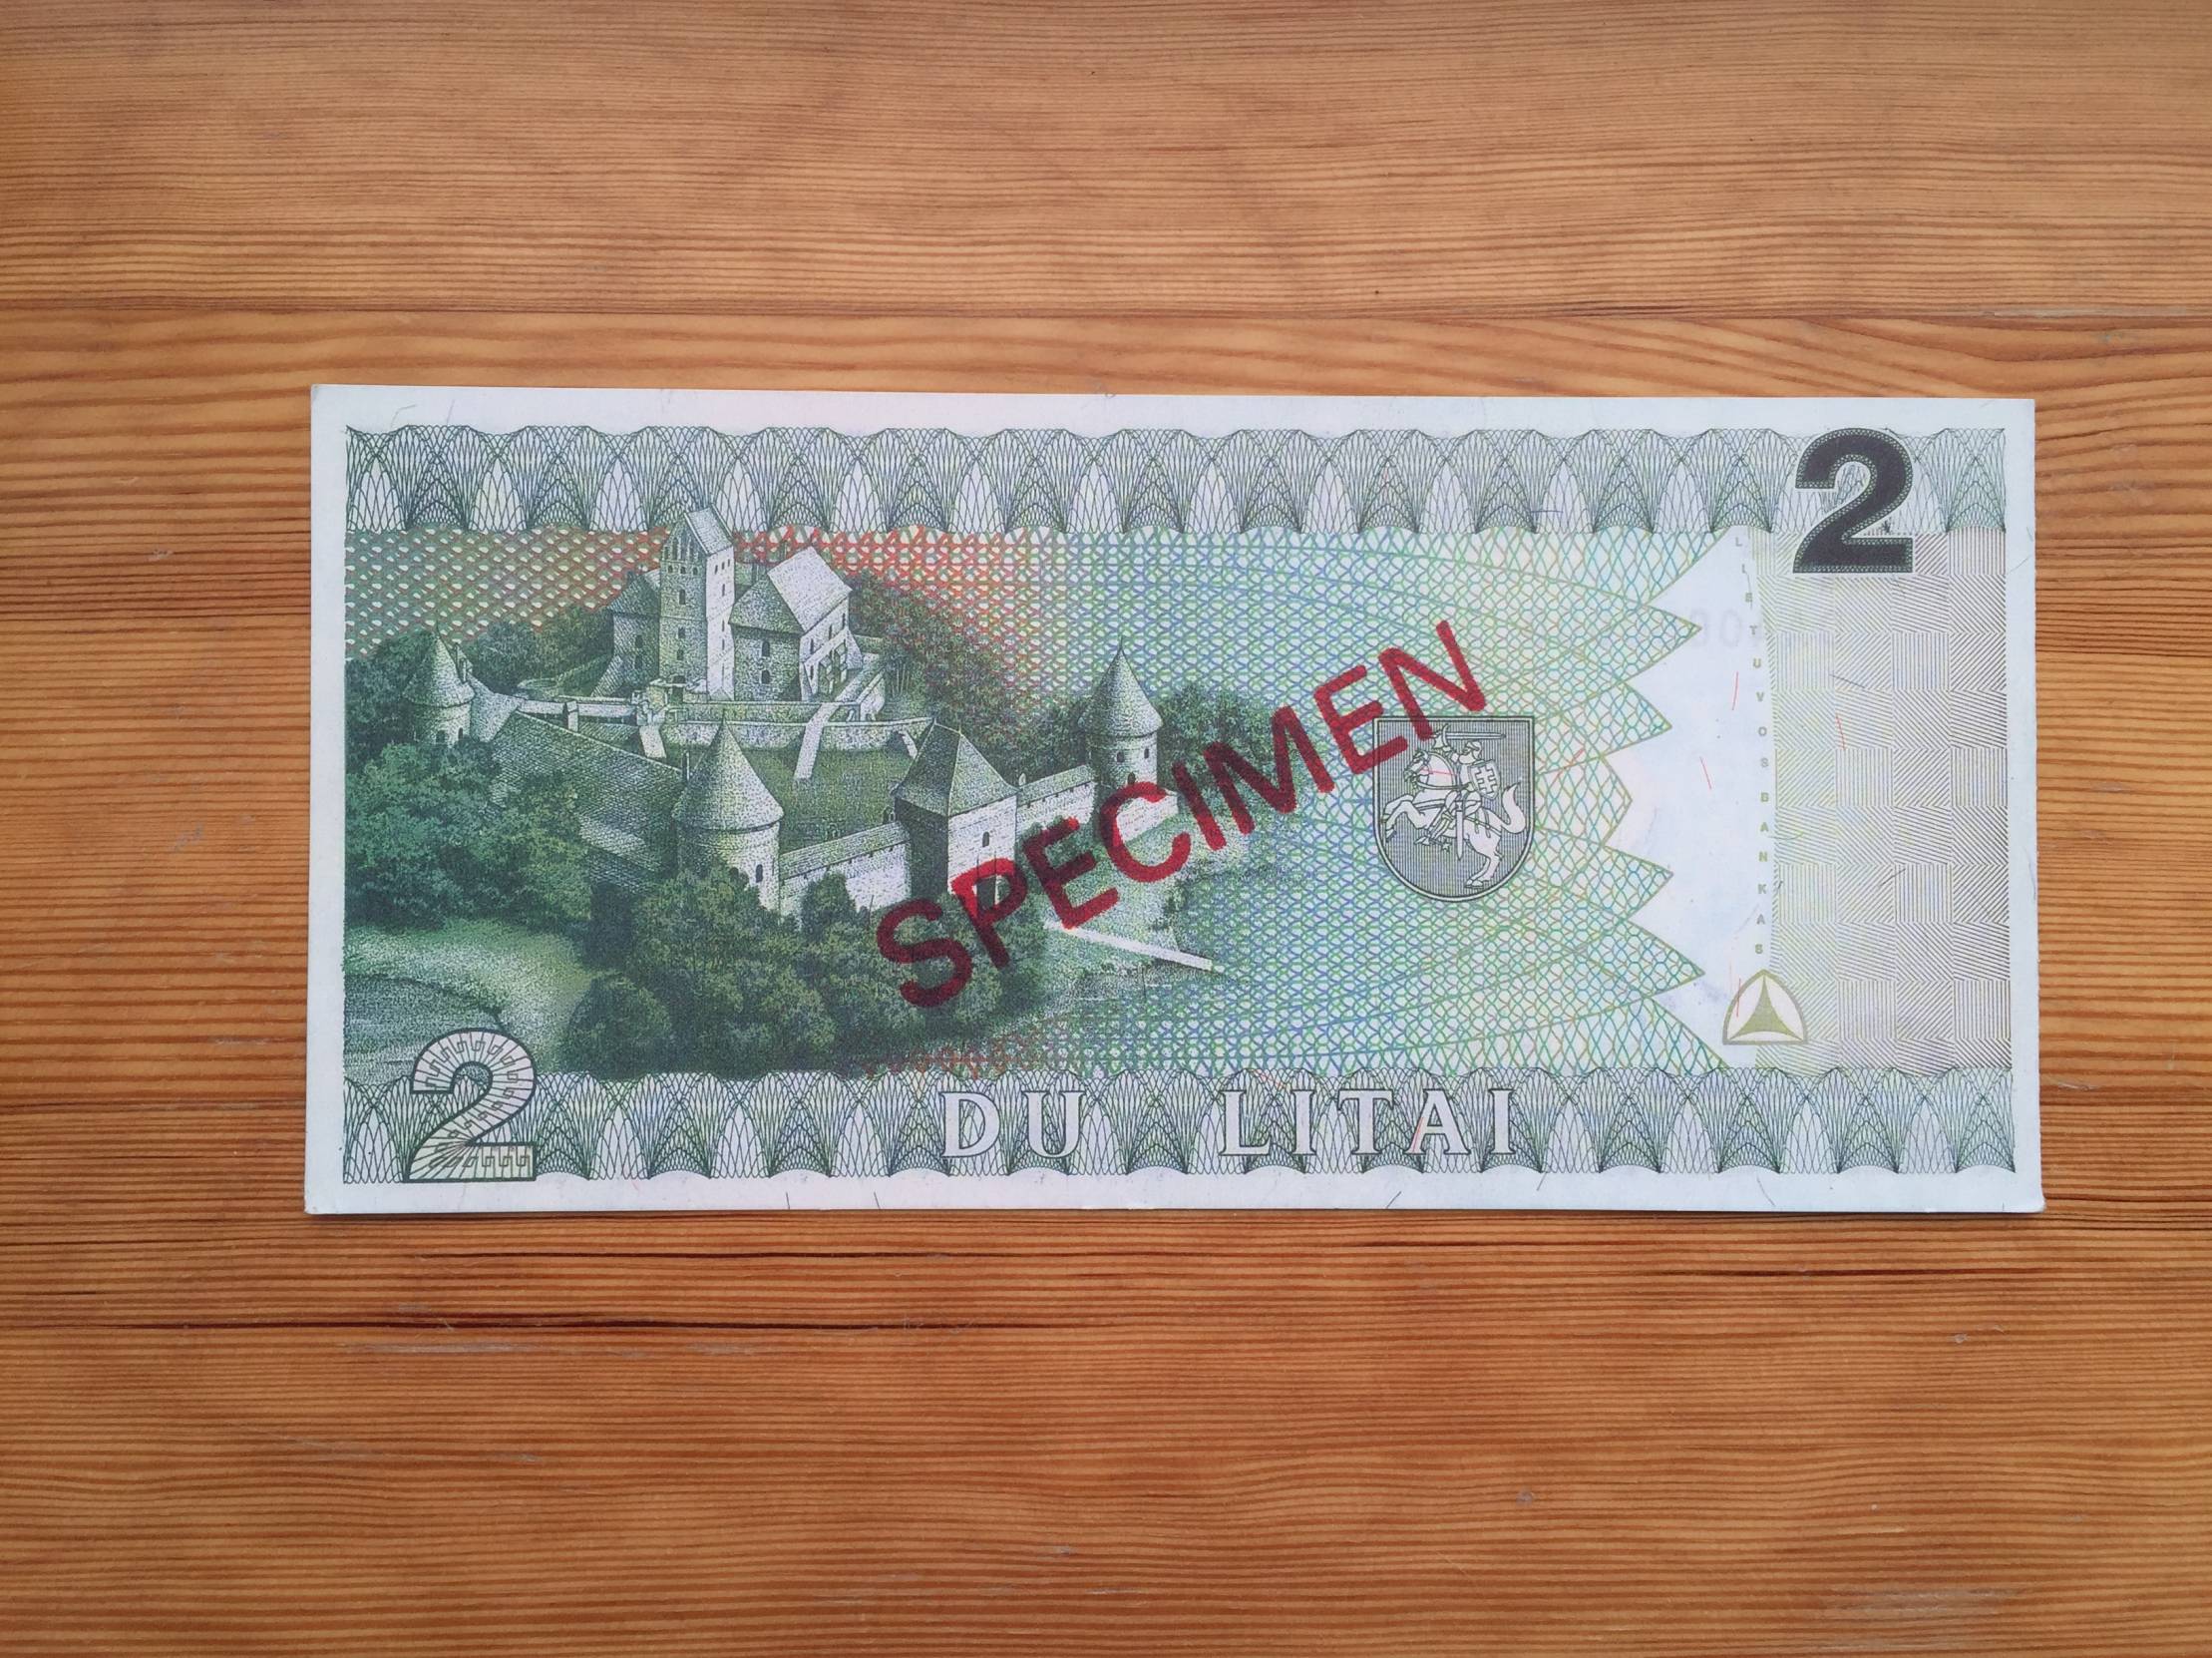 2
SPECIMEN
LIETUVOS BANKAS
2
DU LITAI